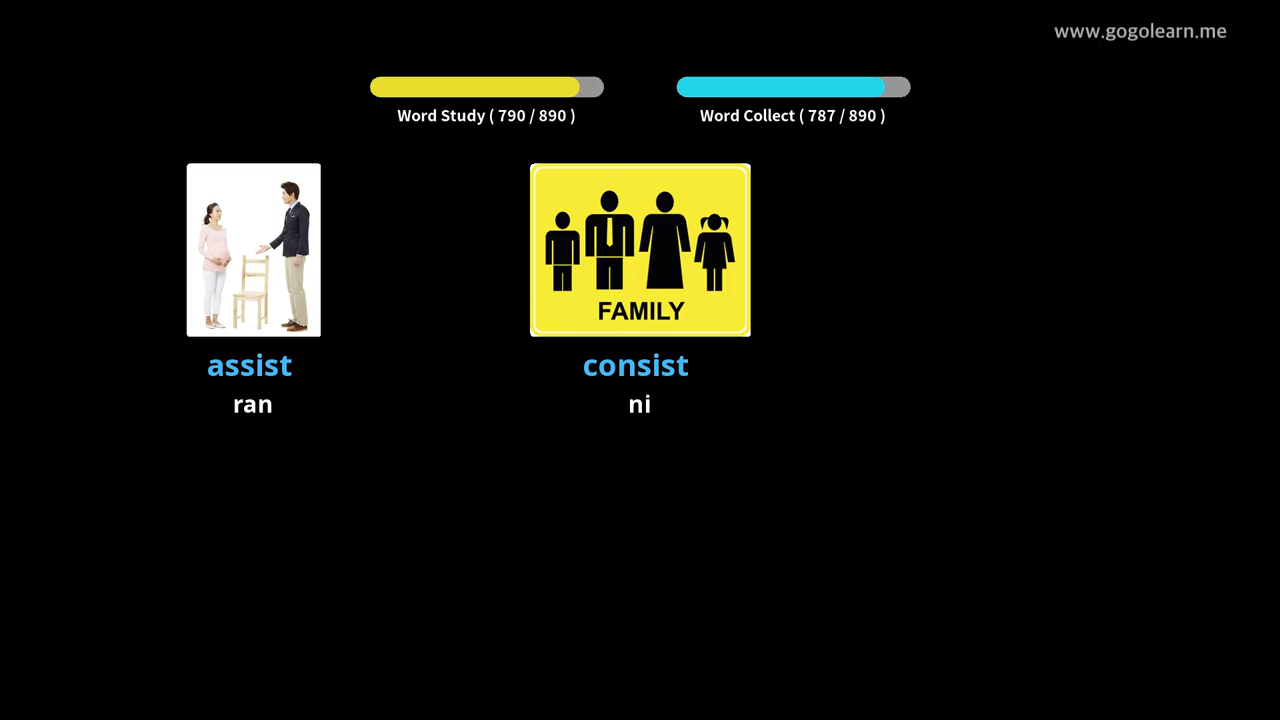 www.gogolearn.me
Word Study ( 790 / 890 )
Word Collect ( 787 / 890 )
FAMILY
assist
consist
ran
ni